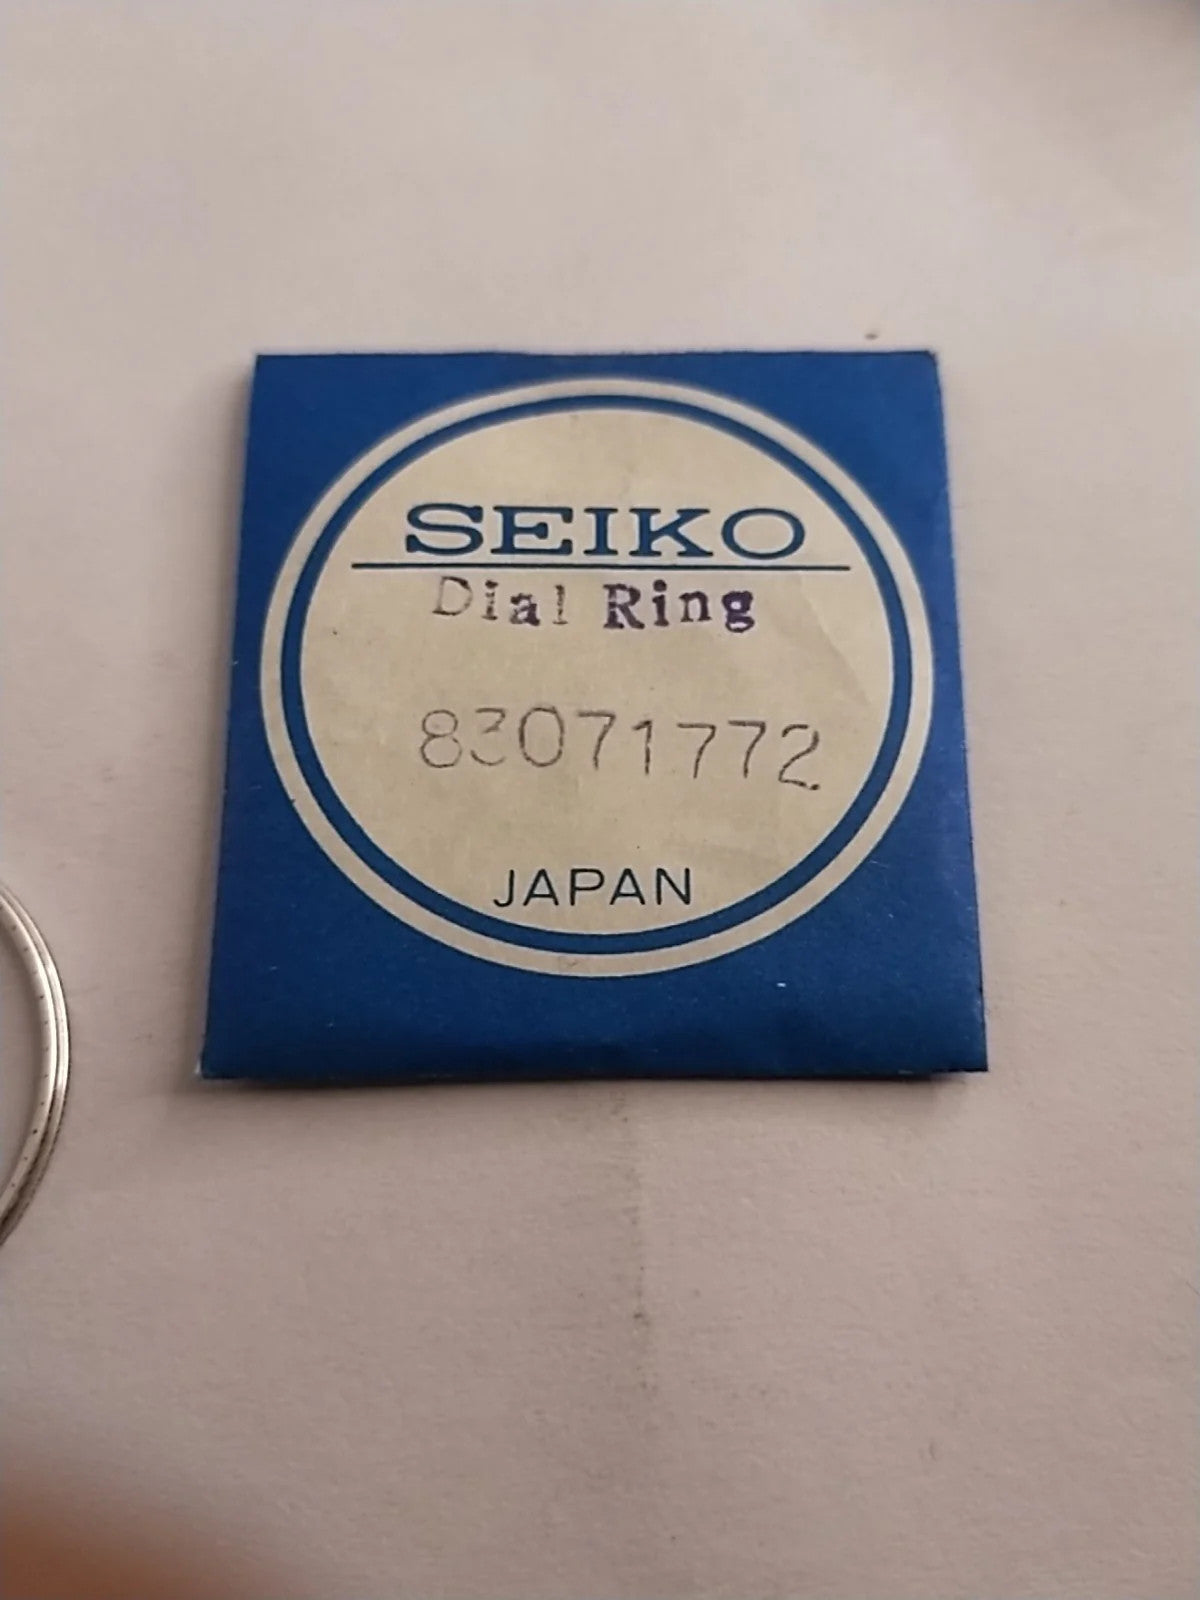 SEIKO
Dial Ring
83071772
JAPAN